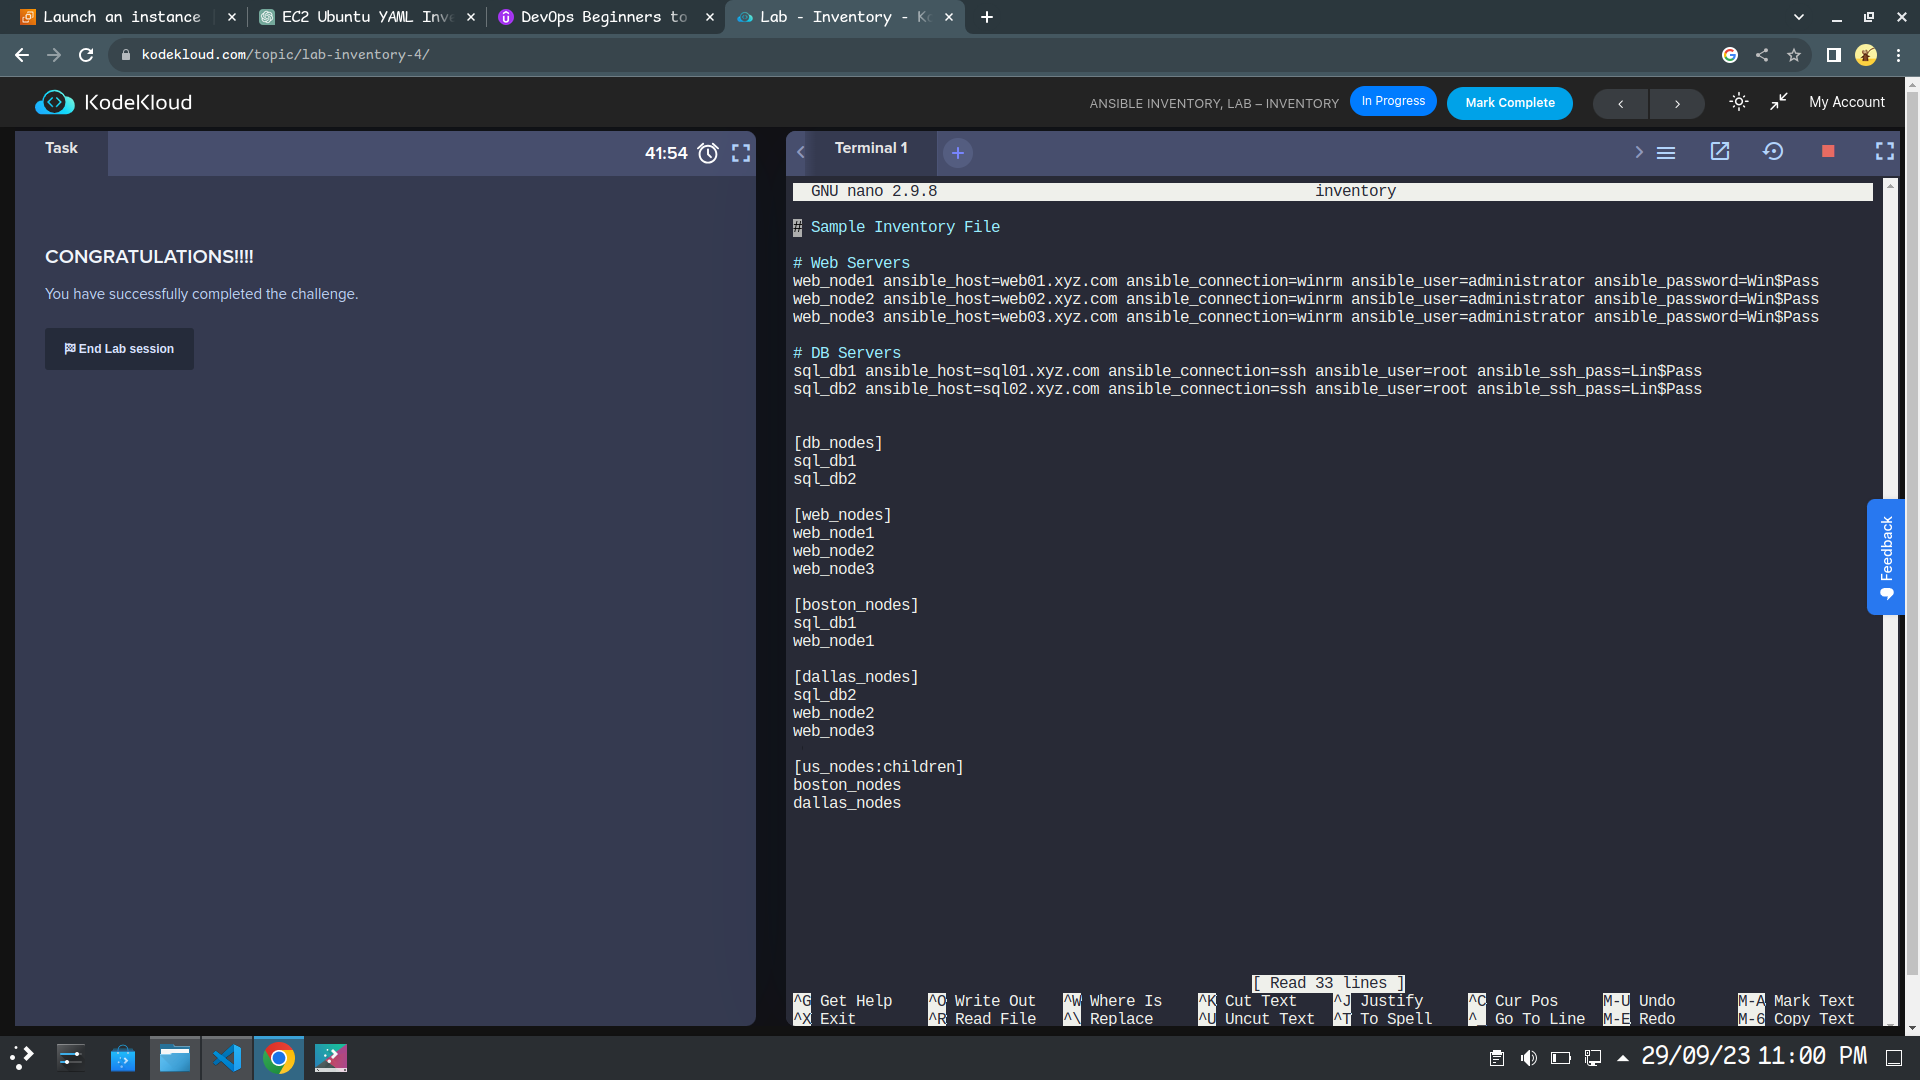 Launch an instance
EC2 Ubuntu YAML Inve
DevOps Beginners to
Lab - Inventory - Ko
kodekloud.com/topic/lab-inventory-4/
KodeKloud
ANSIBLE INVENTORY, LAB – INVENTORY
In Progress
Mark Complete
My Account
Task
41:54
Terminal 1
CONGRATULATIONS!!!!
You have successfully completed the challenge.
End Lab session
GNU nano 2.9.8 inventory
# Sample Inventory File
# Web Servers
web_node1 ansible_host=web01.xyz.com ansible_connection=winrm ansible_user=administrator ansible_password=Win$Pass
web_node2 ansible_host=web02.xyz.com ansible_connection=winrm ansible_user=administrator ansible_password=Win$Pass
web_node3 ansible_host=web03.xyz.com ansible_connection=winrm ansible_user=administrator ansible_password=Win$Pass
# DB Servers
sql_db1 ansible_host=sql01.xyz.com ansible_connection=ssh ansible_user=root ansible_ssh_pass=Lin$Pass
sql_db2 ansible_host=sql02.xyz.com ansible_connection=ssh ansible_user=root ansible_ssh_pass=Lin$Pass
[db_nodes]
sql_db1
sql_db2
[web_nodes]
web_node1
web_node2
web_node3
[boston_nodes]
sql_db1
web_node1
[dallas_nodes]
sql_db2
web_node2
web_node3
[us_nodes:children]
boston_nodes
dallas_nodes
Feedback
[ Read 33 lines ]
^G Get Help ^O Write Out ^W Where Is ^K Cut Text ^J Justify ^C Cur Pos M-U Undo M-A Mark Text
^X Exit ^R Read File ^\ Replace ^U Uncut Text ^T To Spell ^_ Go To Line M-E Redo M-6 Copy Text
29/09/23 11:00 PM